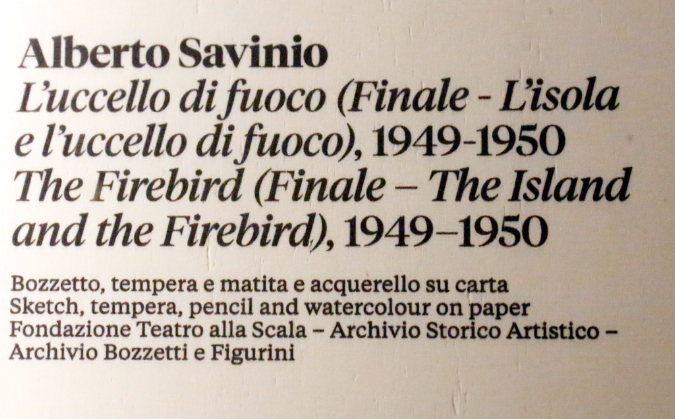 Alberto Savinio
L'uccello di fuoco (Finale - L'isola
e l'uccello di fuoco), 1949-1950
The Firebird (Finale – The Island
and the Firebird), 1949–1950
Bozzetto, tempera e matita e acquerello su carta
Sketch, tempera, pencil and watercolour on paper
Fondazione Teatro alla Scala – Archivio Storico Artistico –
Archivio Bozzetti e Figurini